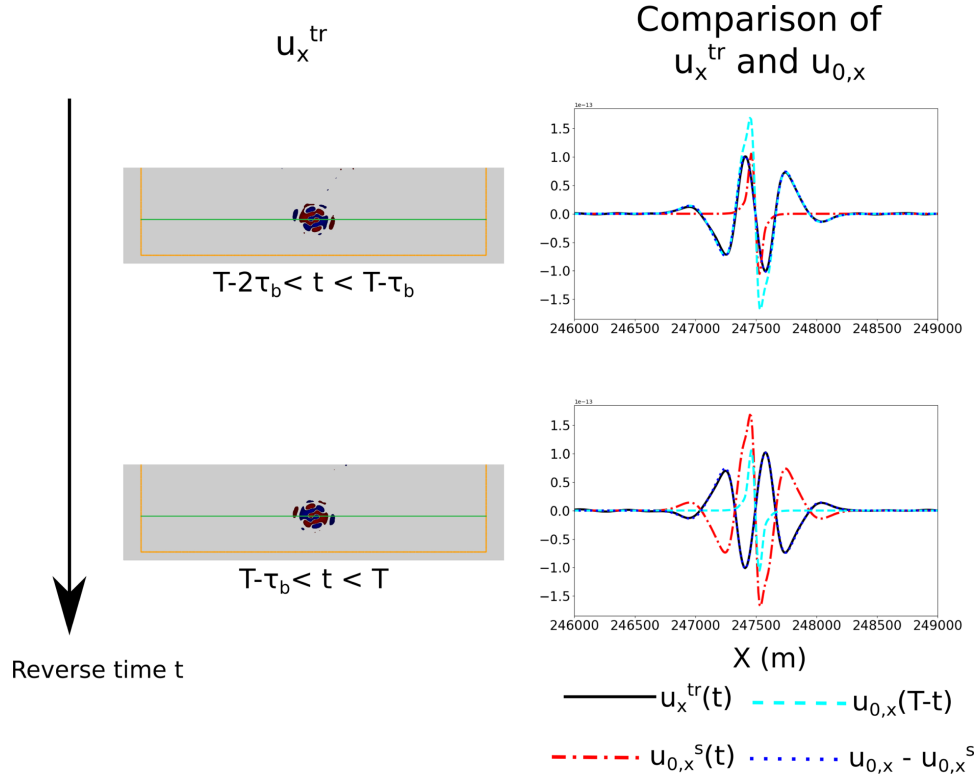 u_x^tr
Comparison of
u_x^tr and u_0,x
1e−13
1.5
1.0
0.5
0.0
−0.5
−1.0
−1.5
246000 246500 247000 247500 248000 248500 249000
T-2τ_b< t < T-τ_b
1e−13
1.5
1.0
0.5
0.0
−0.5
−1.0
−1.5
246000 246500 247000 247500 248000 248500 249000
T-τ_b< t < T
X (m)
Reverse time t
u_x^tr(t) u_0,x(T-t)
u_0,x^s(t) u_0,x - u_0,x^s